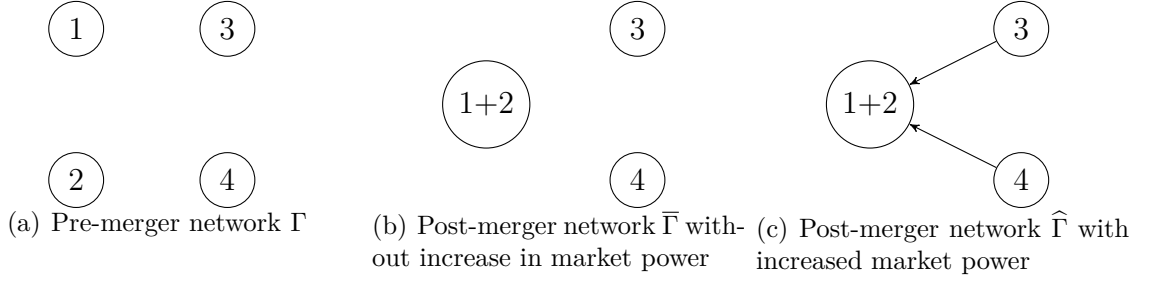 1 3 3 3
1+2 1+2
2 4 4 4
(a) Pre-merger network Γ
(b) Post-merger network Γ̅ with-
out increase in market power
(c) Post-merger network Γ̂ with
increased market power